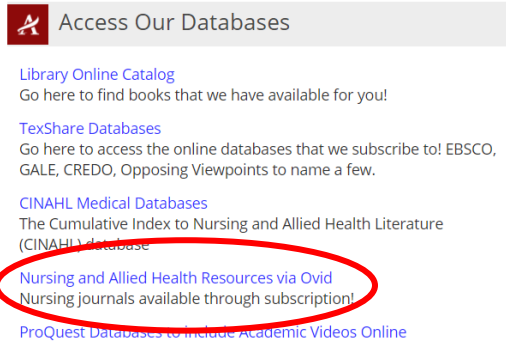 Access Our Databases
Library Online Catalog
Go here to find books that we have available for you!
TexShare Databases
Go here to access the online databases that we subscribe to! EBSCO,
GALE, CREDO, Opposing Viewpoints to name a few.
CINAHL Medical Databases
The Cumulative Index to Nursing and Allied Health Literature
(CINAHL) database
Nursing and Allied Health Resources via Ovid
Nursing journals available through subscription!
ProQuest Databases to include Academic Videos Online